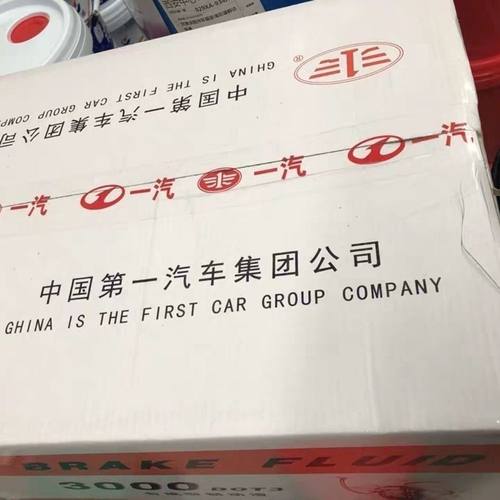 中国第一汽车集团公司
GHINA IS THE FIRST CAR GROUP COMP
一汽
一汽
一汽
一汽
中国第一汽车集团公司
GHINA IS THE FIRST CAR GROUP COMPANY
BRAKE FLUID
3000 DOT3